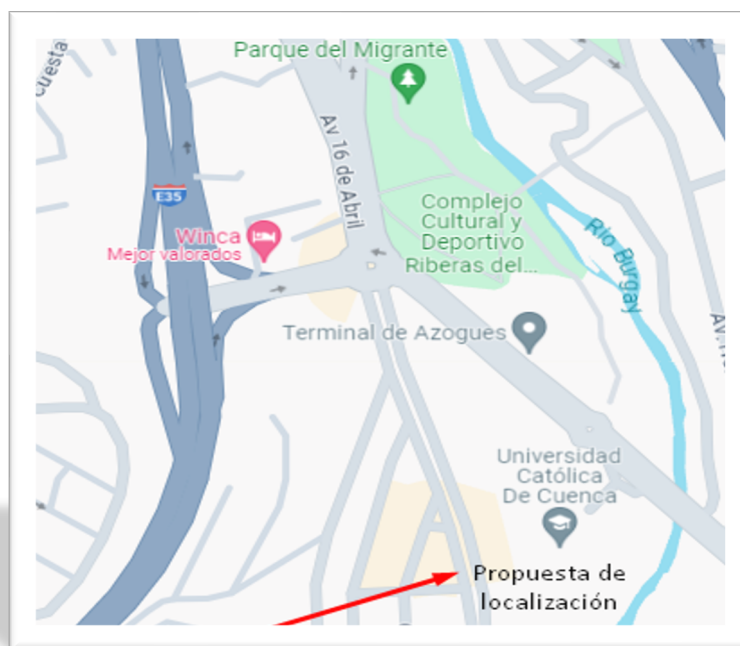 Parque del Migrante
Cuesta
Av 16 de Abril
E35
Complejo
Cultural y
Deportivo
Riberas del...
Winca
Mejor valorados
Río Burgay
Terminal de Azogues
Universidad
Católica
De Cuenca
Propuesta de
localización